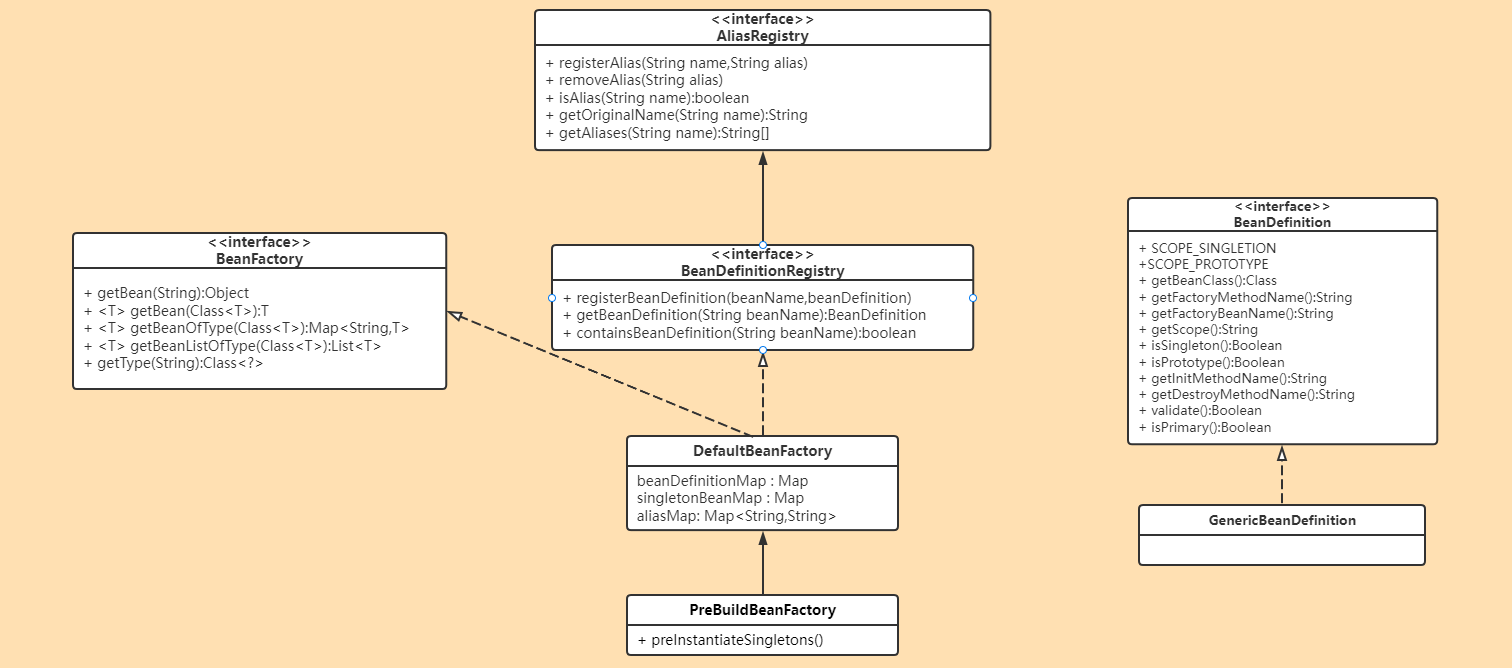 <<interface>>
AliasRegistry
+ registerAlias(String name,String alias)
+ removeAlias(String alias)
+ isAlias(String name):boolean
+ getOriginalName(String name):String
+ getAliases(String name):String[]
<<interface>>
BeanFactory
+ getBean(String):Object
+ <T> getBean(Class<T>):T
+ <T> getBeanOfType(Class<T>):Map<String,T>
+ <T> getBeanListOfType(Class<T>):List<T>
+ getType(String):Class<?>
<<interface>>
BeanDefinitionRegistry
+ registerBeanDefinition(beanName,beanDefinition)
+ getBeanDefinition(String beanName):BeanDefinition
+ containsBeanDefinition(String beanName):boolean
<<interface>>
BeanDefinition
+ SCOPE_SINGLETION
+SCOPE_PROTOTYPE
+ getBeanClass():Class
+ getFactoryMethodName():String
+ getFactoryBeanName():String
+ getScope():String
+ isSingleton():Boolean
+ isPrototype():Boolean
+ getInitMethodName():String
+ getDestroyMethodName():String
+ validate():Boolean
+ isPrimary():Boolean
DefaultBeanFactory
beanDefinitionMap : Map
singletonBeanMap : Map
aliasMap: Map<String,String>
GenericBeanDefinition
PreBuildBeanFactory
+ preInstantiateSingletons()